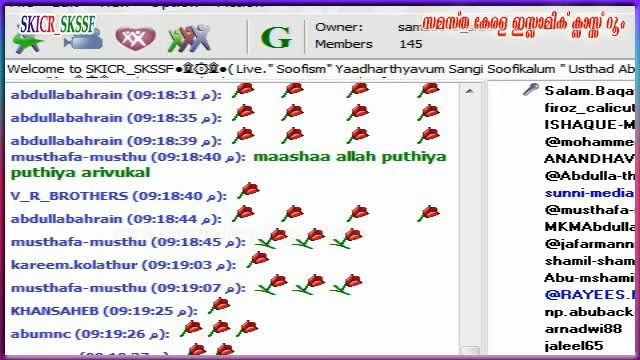 SKICR_SKSSF
Owner:
Members 145
സമസ്ത കേരള ഇസ്ലാമിക് ക്ലാസ്സ് റൂം
Welcome to SKICR_SKSSF (Live." Soofism" Yaadharthyavum Sangi Soofikalum " Usthad Ab
abdullabahrain (09:18:31 م):
abdullabahrain (09:18:35 م):
abdullabahrain (09:18:39 م):
musthafa-musthu (09:18:40 م): maashaa allah puthiya
puthiya arivukal
V_R_BROTHERS (09:18:40 م):
abdullabahrain (09:18:44 م):
musthafa-musthu (09:18:45 م):
kareem.kolathur (09:19:03 م):
musthafa-musthu (09:19:07 م):
KHANSAHEB (09:19:25 م):
abumnc (09:19:26 م):
Salam.Baqa
firoz_calicut
ISHAQUE-M
@mohamme
ANANDHAV
@Abdulla-th
sunni-media
@musthafa-
MKMAbdulla
@jafarmann
shamil-sham
Abu-mshami
@RAYEES.M
np.abuback
arnadwi88
jaleel65